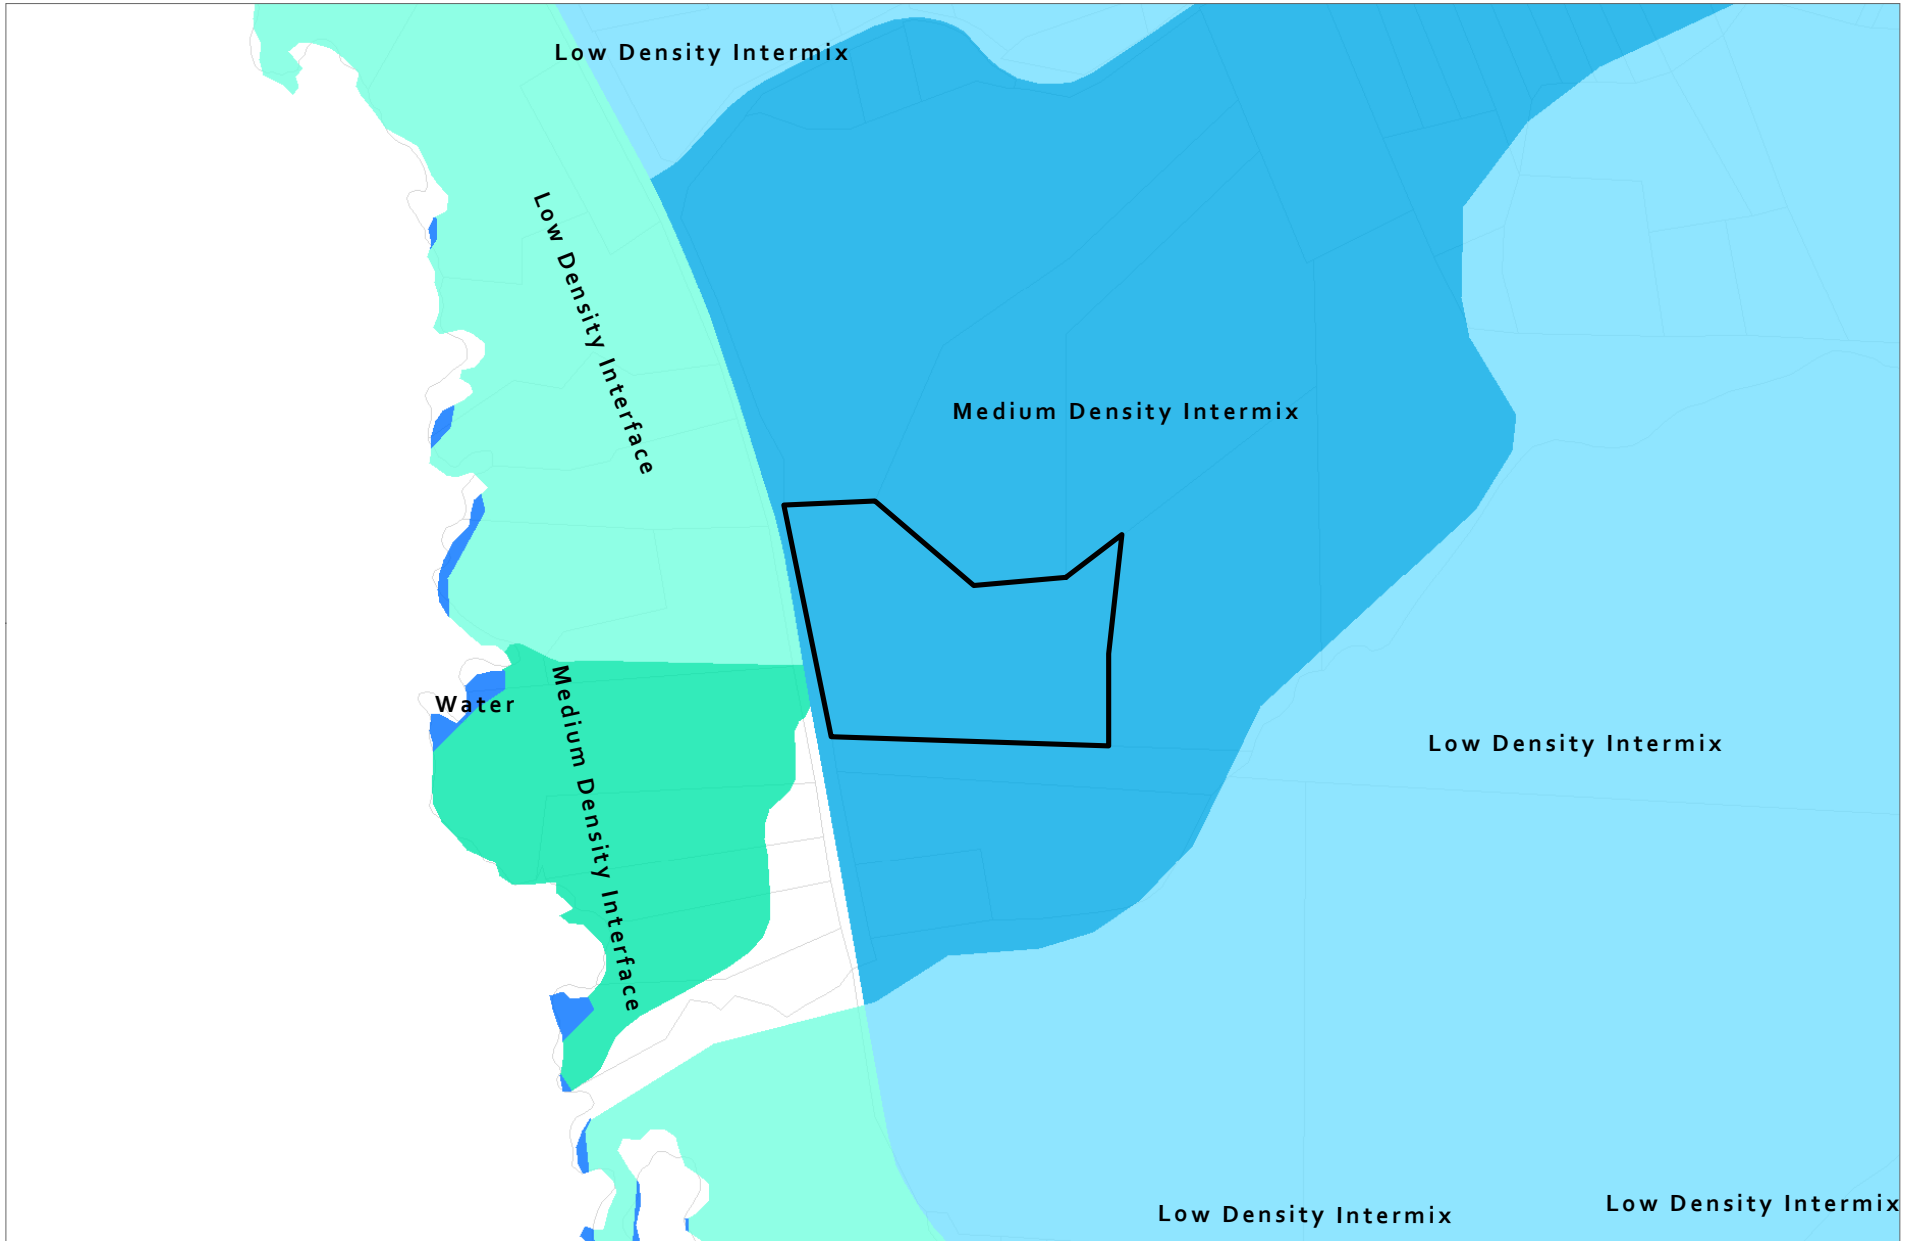 Low Density Intermix
Low Density Interface
Medium Density Intermix
Medium Density Interface
Water
Low Density Intermix
Low Density Intermix
Low Density Intermix